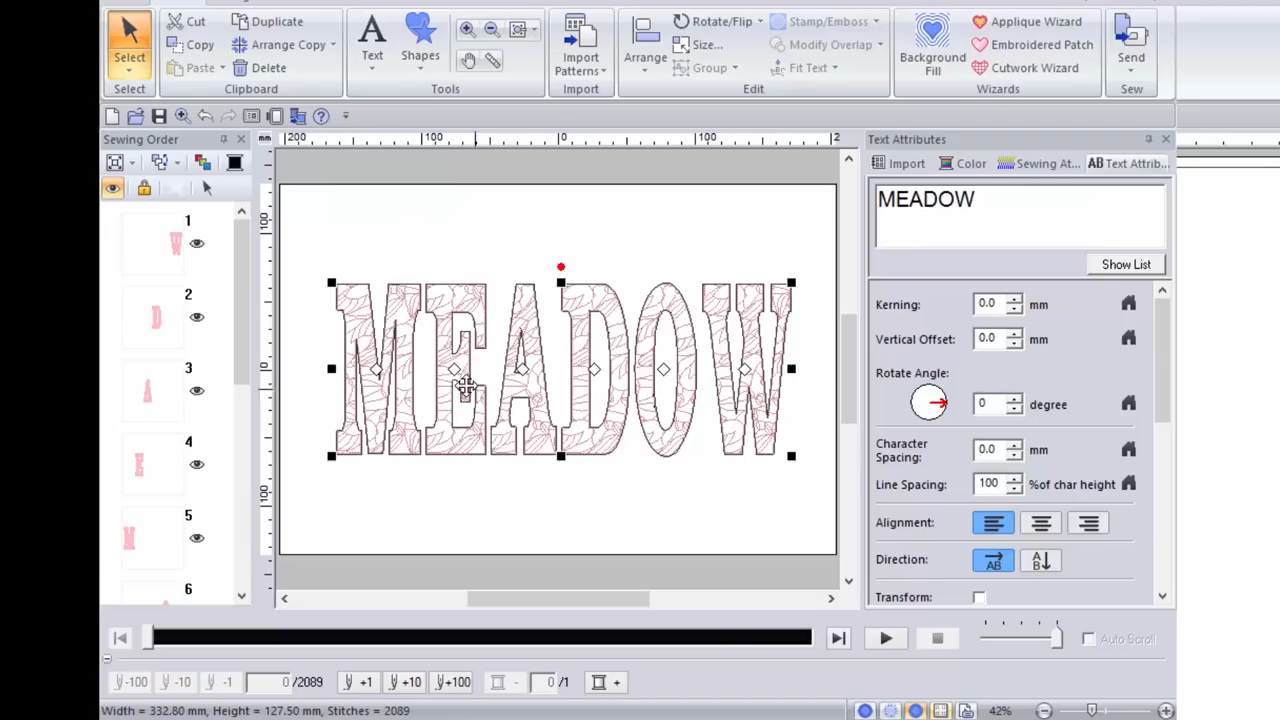 Cut
Copy
Paste
Duplicate
Arrange Copy
Delete
Text
Shapes
Import
Patterns
Arrange
Rotate/Flip
Size...
Group
Stamp/Emboss
Modify Overlap
Fit Text
Background
Fill
Applique Wizard
Embroidered Patch
Cutwork Wizard
Send
Select
Select
Clipboard
Tools
Import
Edit
Wizards
Sew
Sewing Order
mm
200
100
0
100
2
Text Attributes
Import
Color
Sewing At...
AB Text Attrib...
MEADOW
Show List
1
2
3
4
5
6
100
0
100
MEADOW
Kerning: 0.0 mm
Vertical Offset: 0.0 mm
Rotate Angle:
0 degree
Character
Spacing: 0.0 mm
Line Spacing: 100 %of char height
Alignment:
Direction: AB AB
Transform:
Auto Scroll
-100
-10
-1
0 /2089
+1
+10
+100
-
0 /1
+
Width = 332.80 mm, Height = 127.50 mm, Stitches = 2089
42%